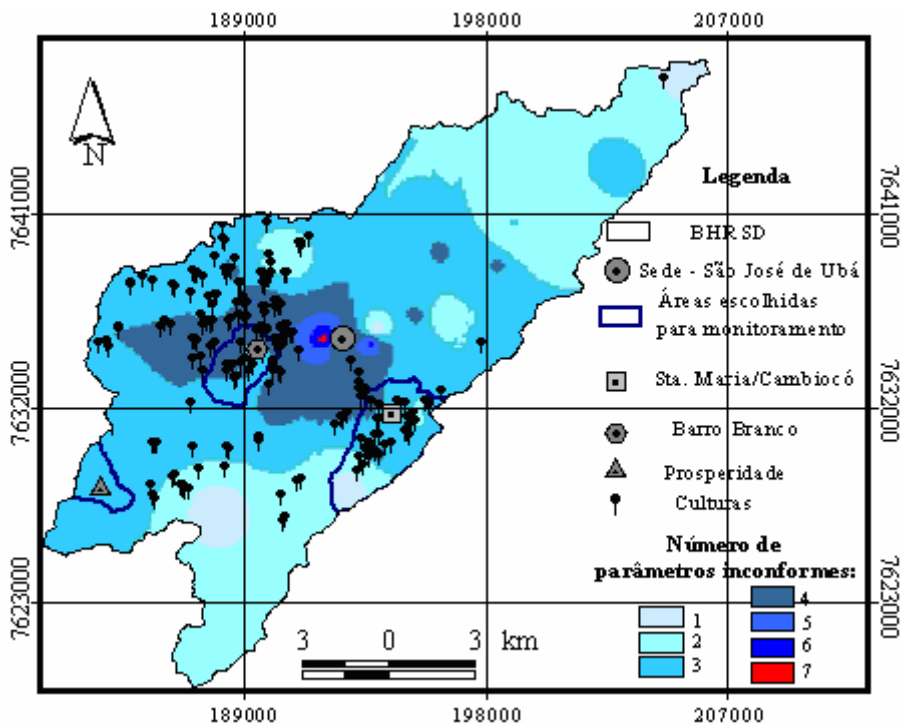 189000 198000 207000
7641000
7632000
7623000
N
Legenda
BHRSD
Sede - São José de Ubá
Áreas escolhidas
para monitoramento
Sta. Maria/Cambiocó
Barro Branco
Prosperidade
Culturas
Número de
parâmetros inconformes:
1
2
3
4
5
6
7
3 0 3 km
7641000
7632000
7623000
189000 198000 207000